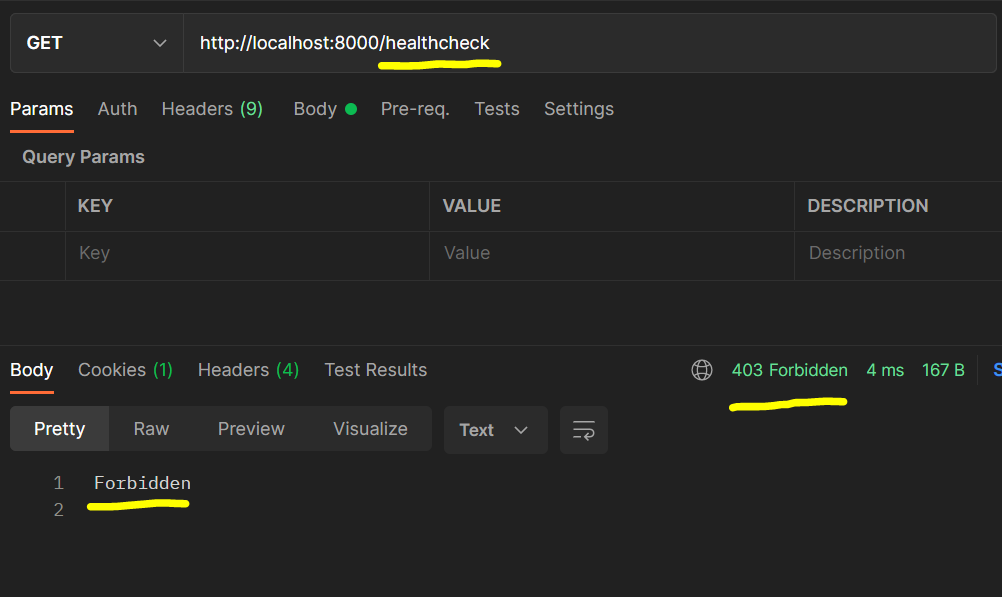 GET http://localhost:8000/healthcheck
Params Auth Headers (9) Body Pre-req. Tests Settings
Query Params
KEY VALUE DESCRIPTION
Key Value Description
Body Cookies (1) Headers (4) Test Results 403 Forbidden 4 ms 167 B S
Pretty Raw Preview Visualize Text
1 Forbidden
2